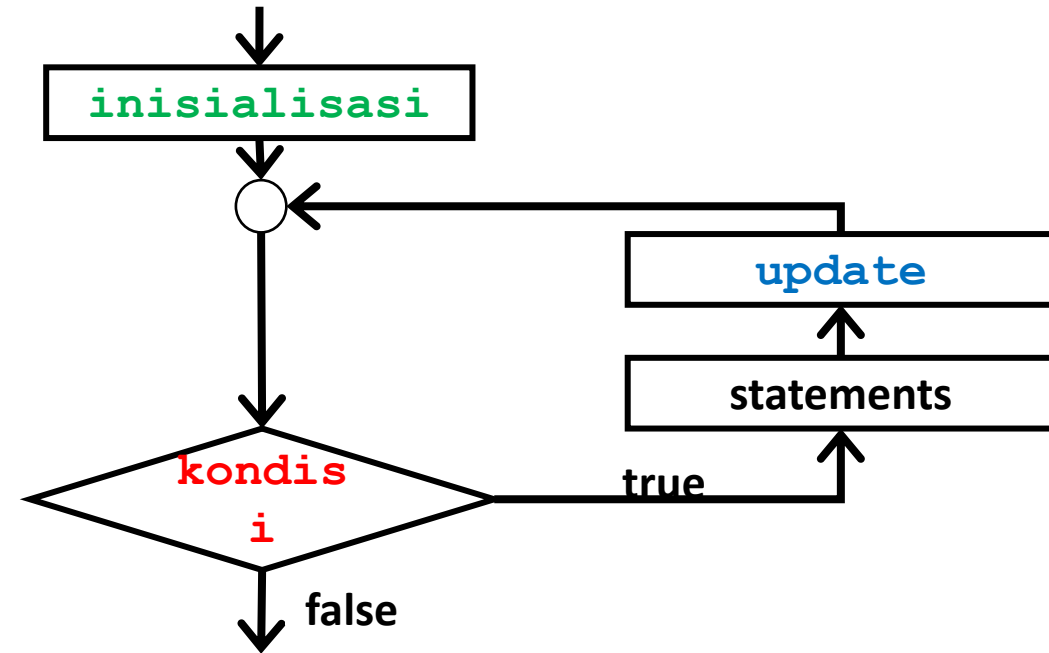 inisialisasi
update
statements
kondis
i
true
false